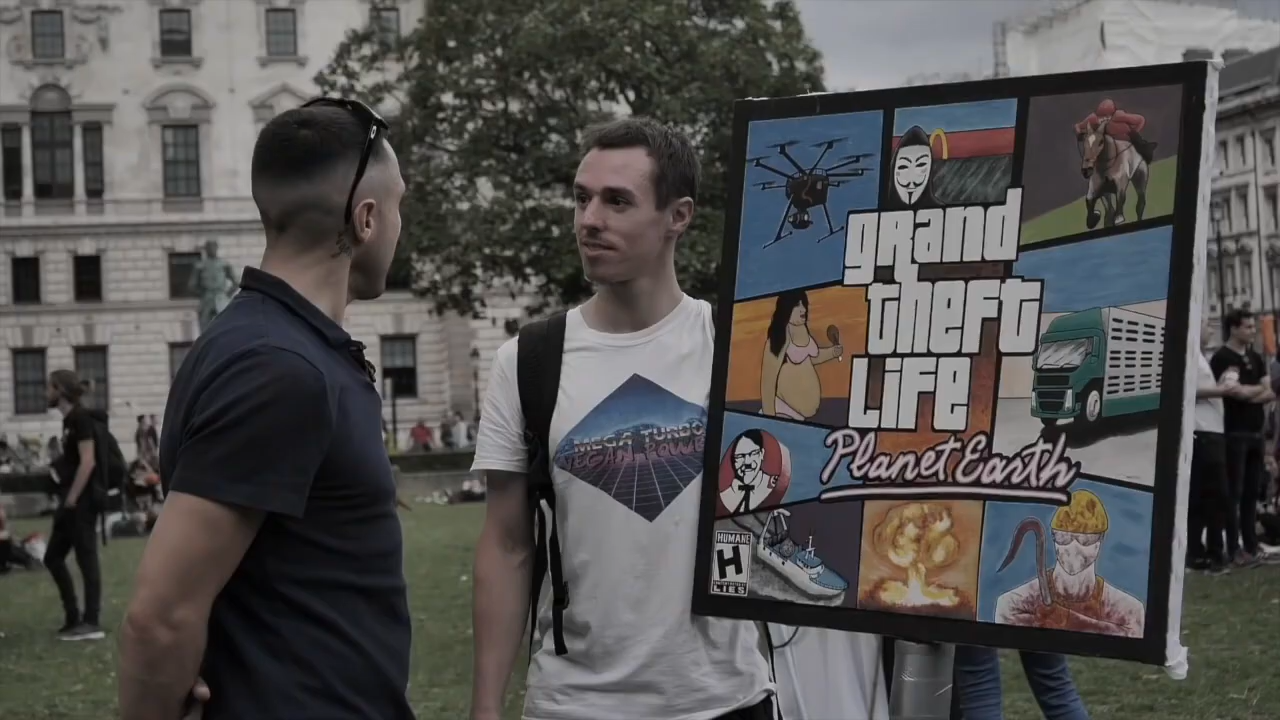 MEGA TURBO
VEGAN POWER
grand
theft
Life
Planet Earth
HUMANE
H
LIES